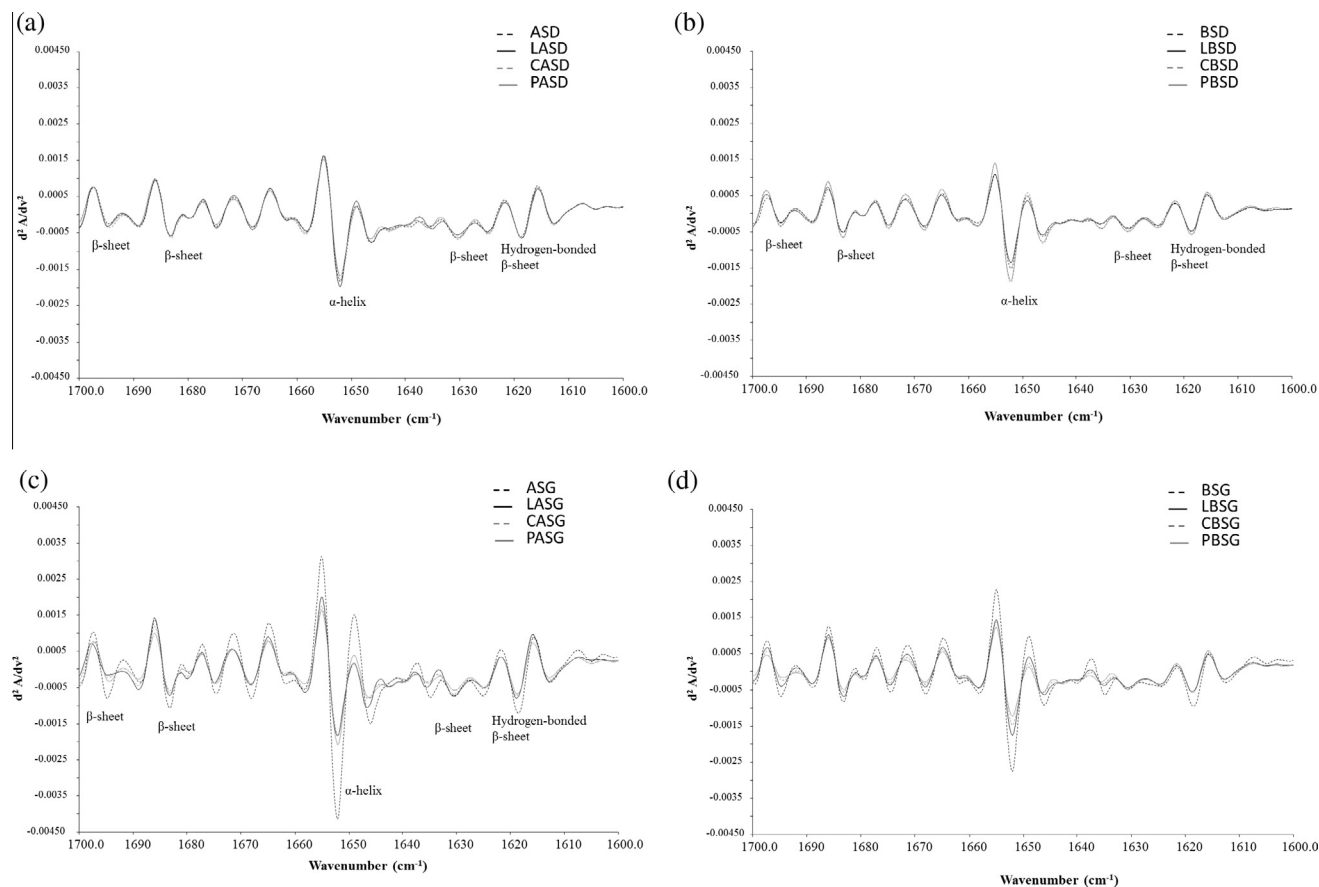 (a)
ASD
LASD
CASD
PASD
0.00450
0.0035
0.0025
0.0015
0.0005
-0.0005
-0.0015
-0.0025
-0.0035
-0.00450
d² A/dv²
β-sheet
β-sheet
α-helix
β-sheet
Hydrogen-bonded
β-sheet
1700.0 1690 1680 1670 1660 1650 1640 1630 1620 1610 1600.0
Wavenumber (cm⁻¹)
(b)
BSD
LBSD
CBSD
PBSD
0.00450
0.0035
0.0025
0.0015
0.0005
-0.0005
-0.0015
-0.0025
-0.0035
-0.00450
d² A/dv²
β-sheet
β-sheet
α-helix
β-sheet
Hydrogen-bonded
β-sheet
1700.0 1690 1680 1670 1660 1650 1640 1630 1620 1610 1600.0
Wavenumber (cm⁻¹)
(c)
ASG
LASG
CASG
PASG
0.00450
0.0035
0.0025
0.0015
0.0005
-0.0005
-0.0015
-0.0025
-0.0035
-0.00450
d² A/dv²
β-sheet
β-sheet
α-helix
β-sheet
Hydrogen-bonded
β-sheet
1700.0 1690 1680 1670 1660 1650 1640 1630 1620 1610 1600.0
Wavenumber (cm⁻¹)
(d)
BSG
LBSG
CBSG
PBSG
0.00450
0.0035
0.0025
0.0015
0.0005
-0.0005
-0.0015
-0.0025
-0.0035
-0.00450
d² A/dv²
1700.0 1690 1680 1670 1660 1650 1640 1630 1620 1610 1600.0
Wavenumber (cm⁻¹)